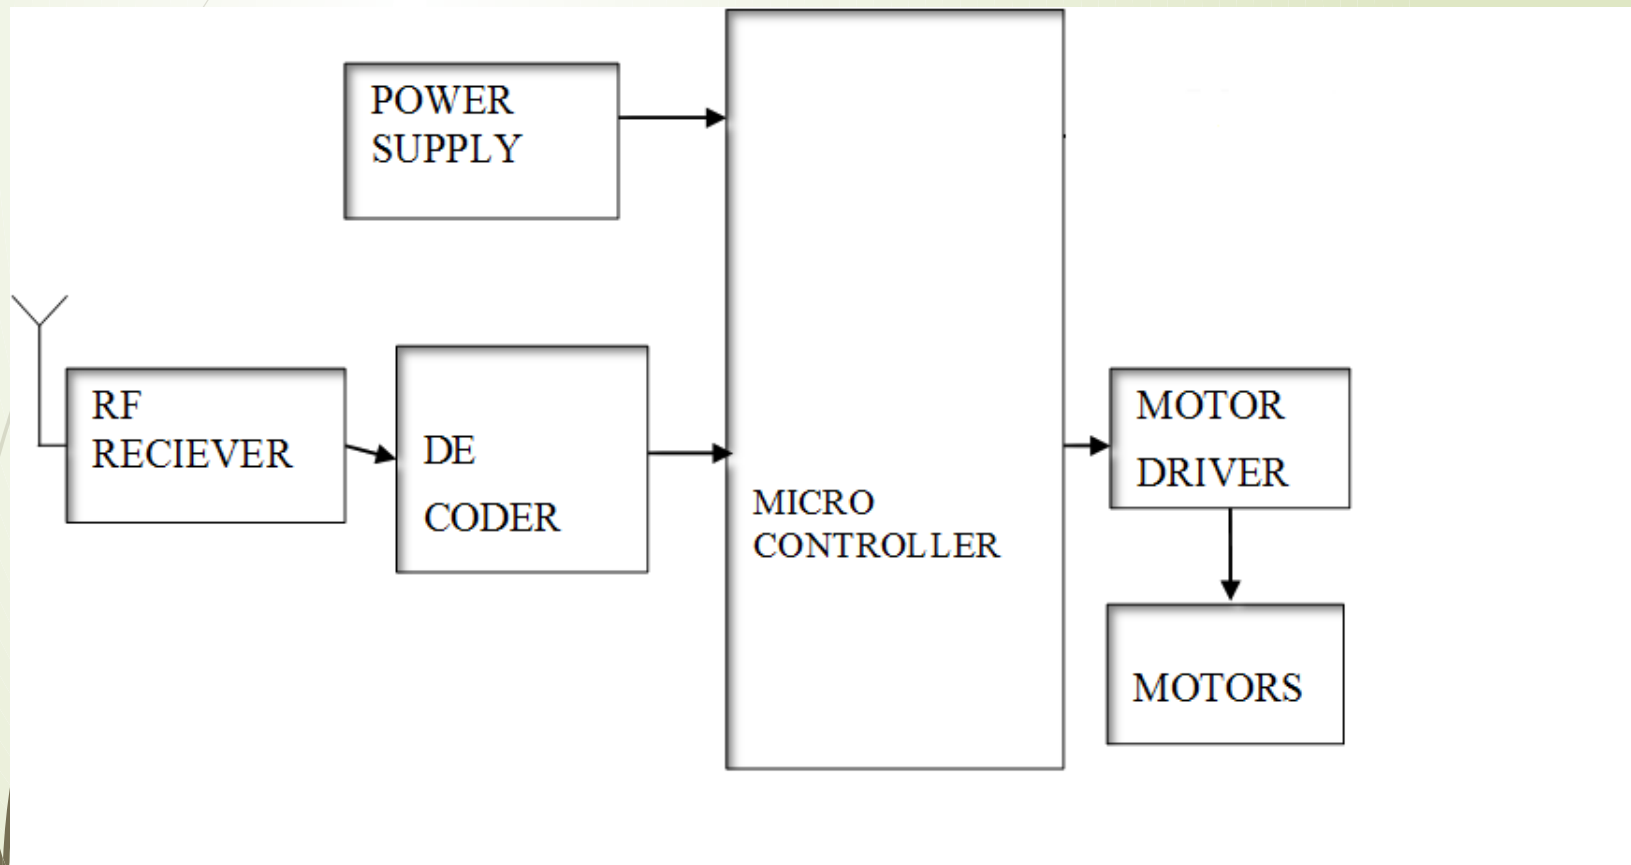 POWER
SUPPLY
RF
RECIEVER
DE
CODER
MICRO
CONTROLLER
MOTOR
DRIVER
MOTORS